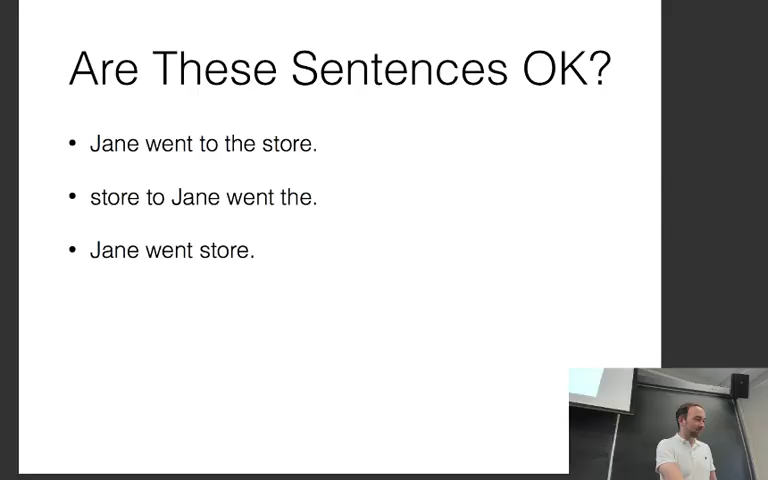 Are These Sentences OK?
• Jane went to the store.
• store to Jane went the.
• Jane went store.